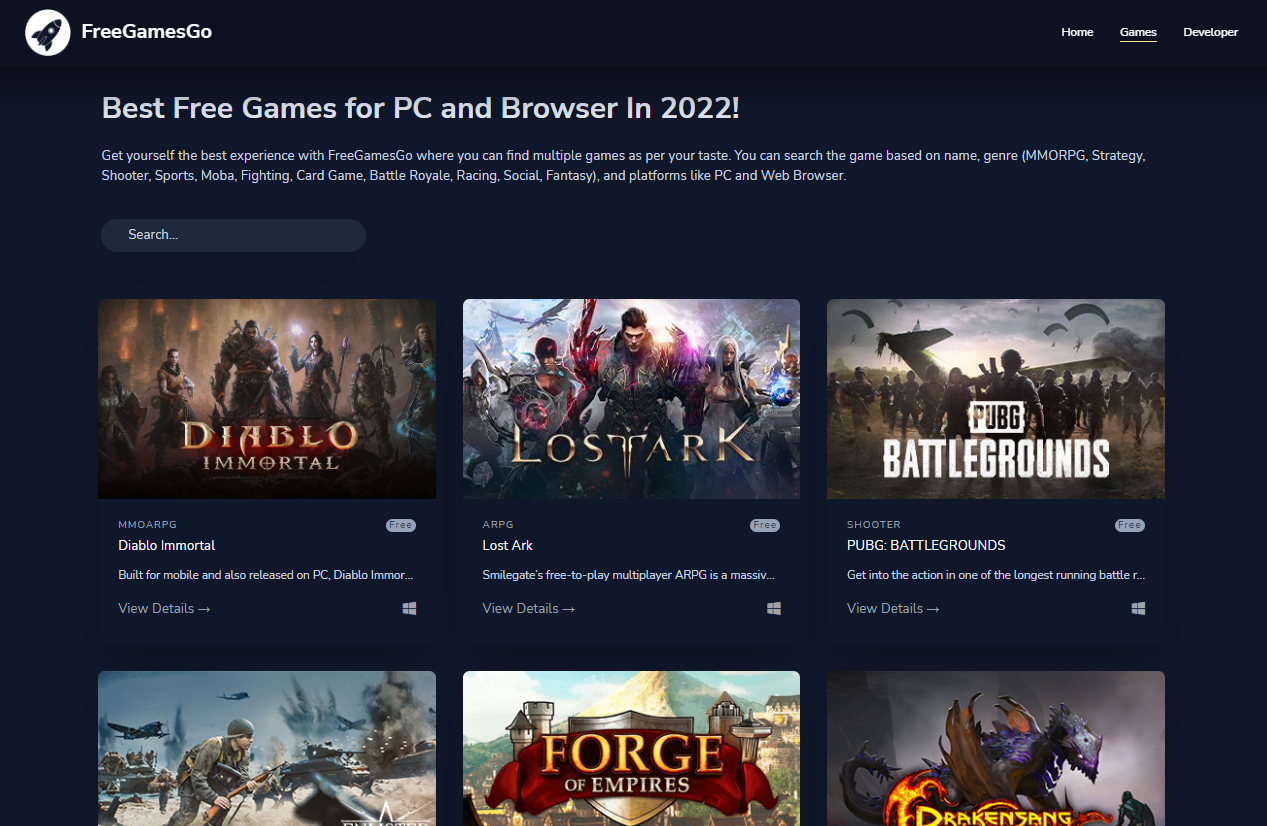 FreeGamesGo
Home Games Developer
Best Free Games for PC and Browser In 2022!
Get yourself the best experience with FreeGamesGo where you can find multiple games as per your taste. You can search the game based on name, genre (MMORPG, Strategy,
Shooter, Sports, Moba, Fighting, Card Game, Battle Royale, Racing, Social, Fantasy), and platforms like PC and Web Browser.
Search...
DIABLO
IMMORTAL
LOST ARK
PUBG
BATTLEGROUNDS
MMOARPG Free
Diablo Immortal
Built for mobile and also released on PC, Diablo Immor...
View Details →
ARPG Free
Lost Ark
Smilegate's free-to-play multiplayer ARPG is a massiv...
View Details →
SHOOTER Free
PUBG: BATTLEGROUNDS
Get into the action in one of the longest running battle r...
View Details →
ENLISTED
FORGE
OF EMPIRES
DRAKENSANG